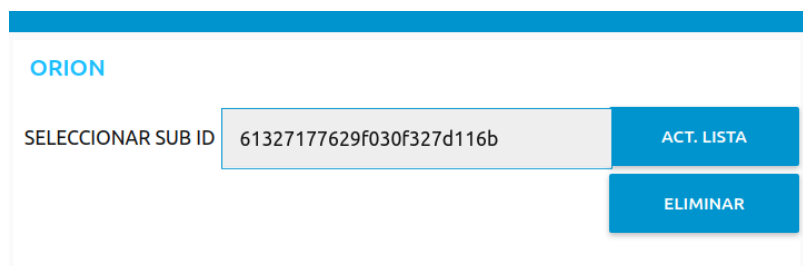 ORION
SELECCIONAR SUB ID 61327177629f030f327d116b ACT. LISTA
ELIMINAR